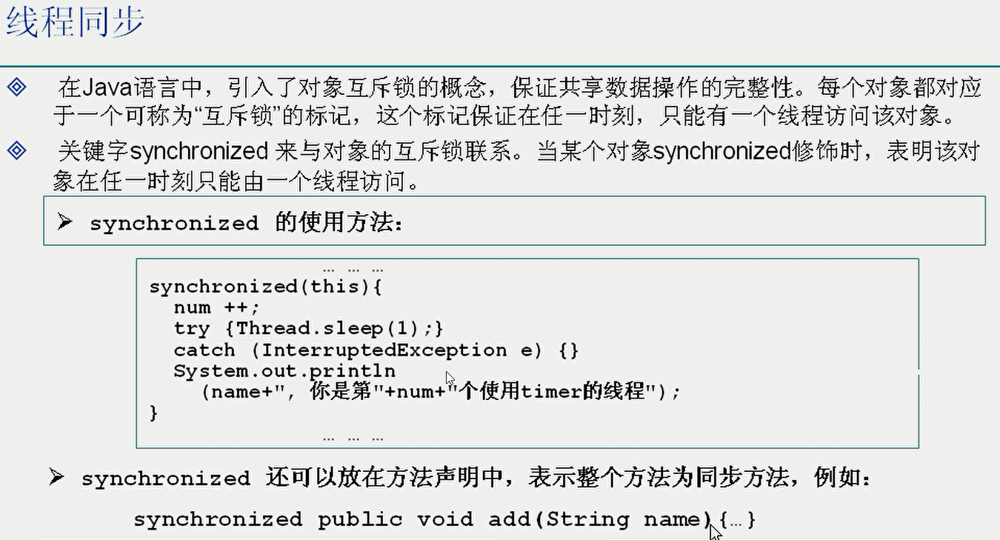 线程同步
在Java语言中，引入了对象互斥锁的概念，保证共享数据操作的完整性。每个对象都对应
于一个可称为“互斥锁”的标记，这个标记保证在任一时刻，只能有一个线程访问该对象。
关键字synchronized 来与对象的互斥锁联系。当某个对象synchronized修饰时，表明该对
象在任一时刻只能由一个线程访问。
synchronized 的使用方法：
… … …
synchronized(this){
num ++;
try {Thread.sleep(1);}
catch (InterruptedException e) {}
System.out.println
(name+", 你是第"+num+"个使用timer的线程");
}
… … …
synchronized 还可以放在方法声明中，表示整个方法为同步方法，例如：
synchronized public void add(String name){…}